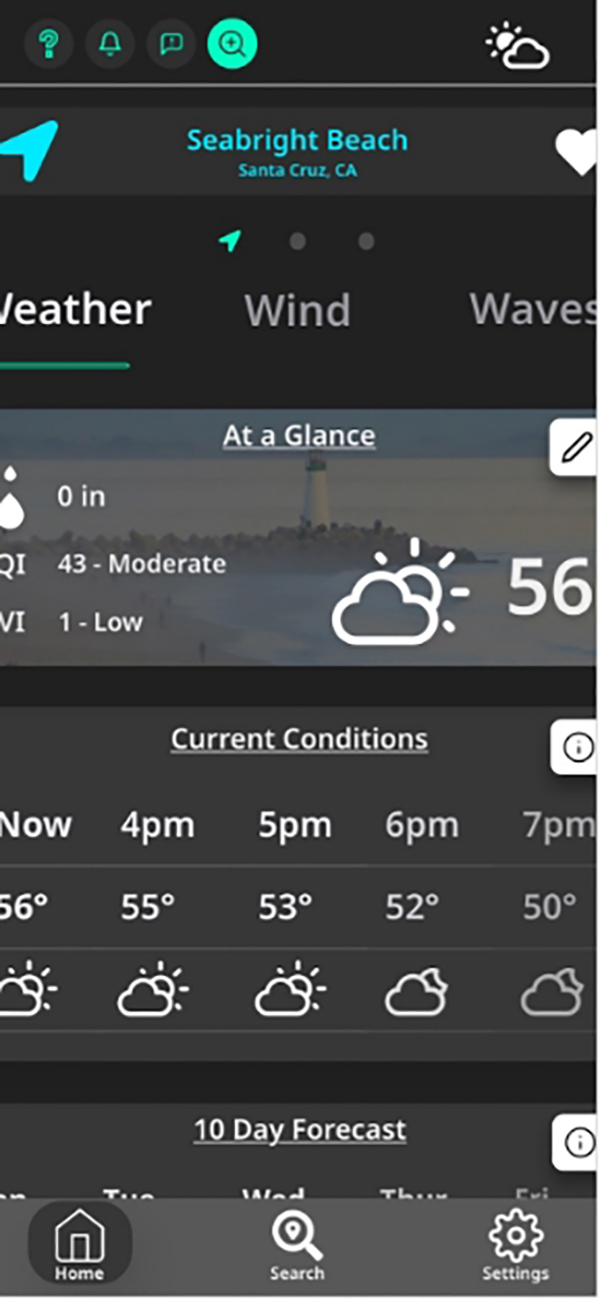 Seabright Beach
Santa Cruz, CA
Weather Wind Waves
At a Glance
0 in
QI 43 - Moderate
VI 1 - Low
56
Current Conditions
Now 4pm 5pm 6pm 7pm
56° 55° 53° 52° 50°
10 Day Forecast
Tue Wed Thur Fri
Home Search Settings